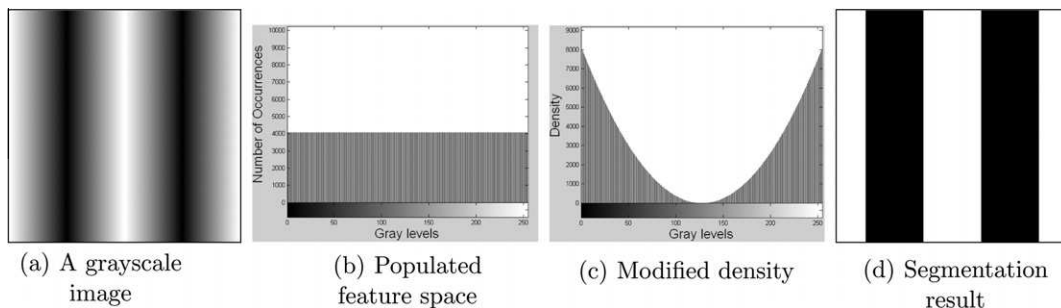 10000
9000
8000
7000
6000
5000
4000
3000
2000
1000
0
Number of Occurrences
0 50 100 150 200 250
Gray levels
9000
8000
7000
6000
5000
4000
3000
2000
1000
0
Density
0 50 100 150 200 250
Gray levels
(a) A grayscale
image
(b) Populated
feature space
(c) Modified density
(d) Segmentation
result